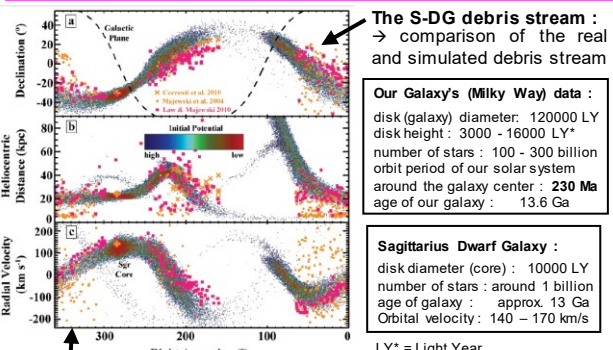 The S-DG debris stream :
→ comparison of the real
and simulated debris stream
a
Galactic
Plane
Correnti et al. 2010
Majewski et al. 2004
Law & Majewski 2010
Declination (°)
40
20
0
-20
-40
b
Initial Potential
high
low
Heliocentric
Distance (kpc)
80
60
40
20
0
c
Sgr
Core
Radial Velocity
(km s⁻¹)
200
100
0
-100
-200
300
200
100
0
Our Galaxy's (Milky Way) data :
disk (galaxy) diameter: 120000 LY
disk height : 3000 - 16000 LY*
number of stars : 100 - 300 billion
orbit period of our solar system
around the galaxy center : 230 Ma
age of our galaxy : 13.6 Ga
Sagittarius Dwarf Galaxy :
disk diameter (core) : 10000 LY
number of stars : around 1 billion
age of galaxy : approx. 13 Ga
Orbital velocity : 140 – 170 km/s
LY* = Light Year